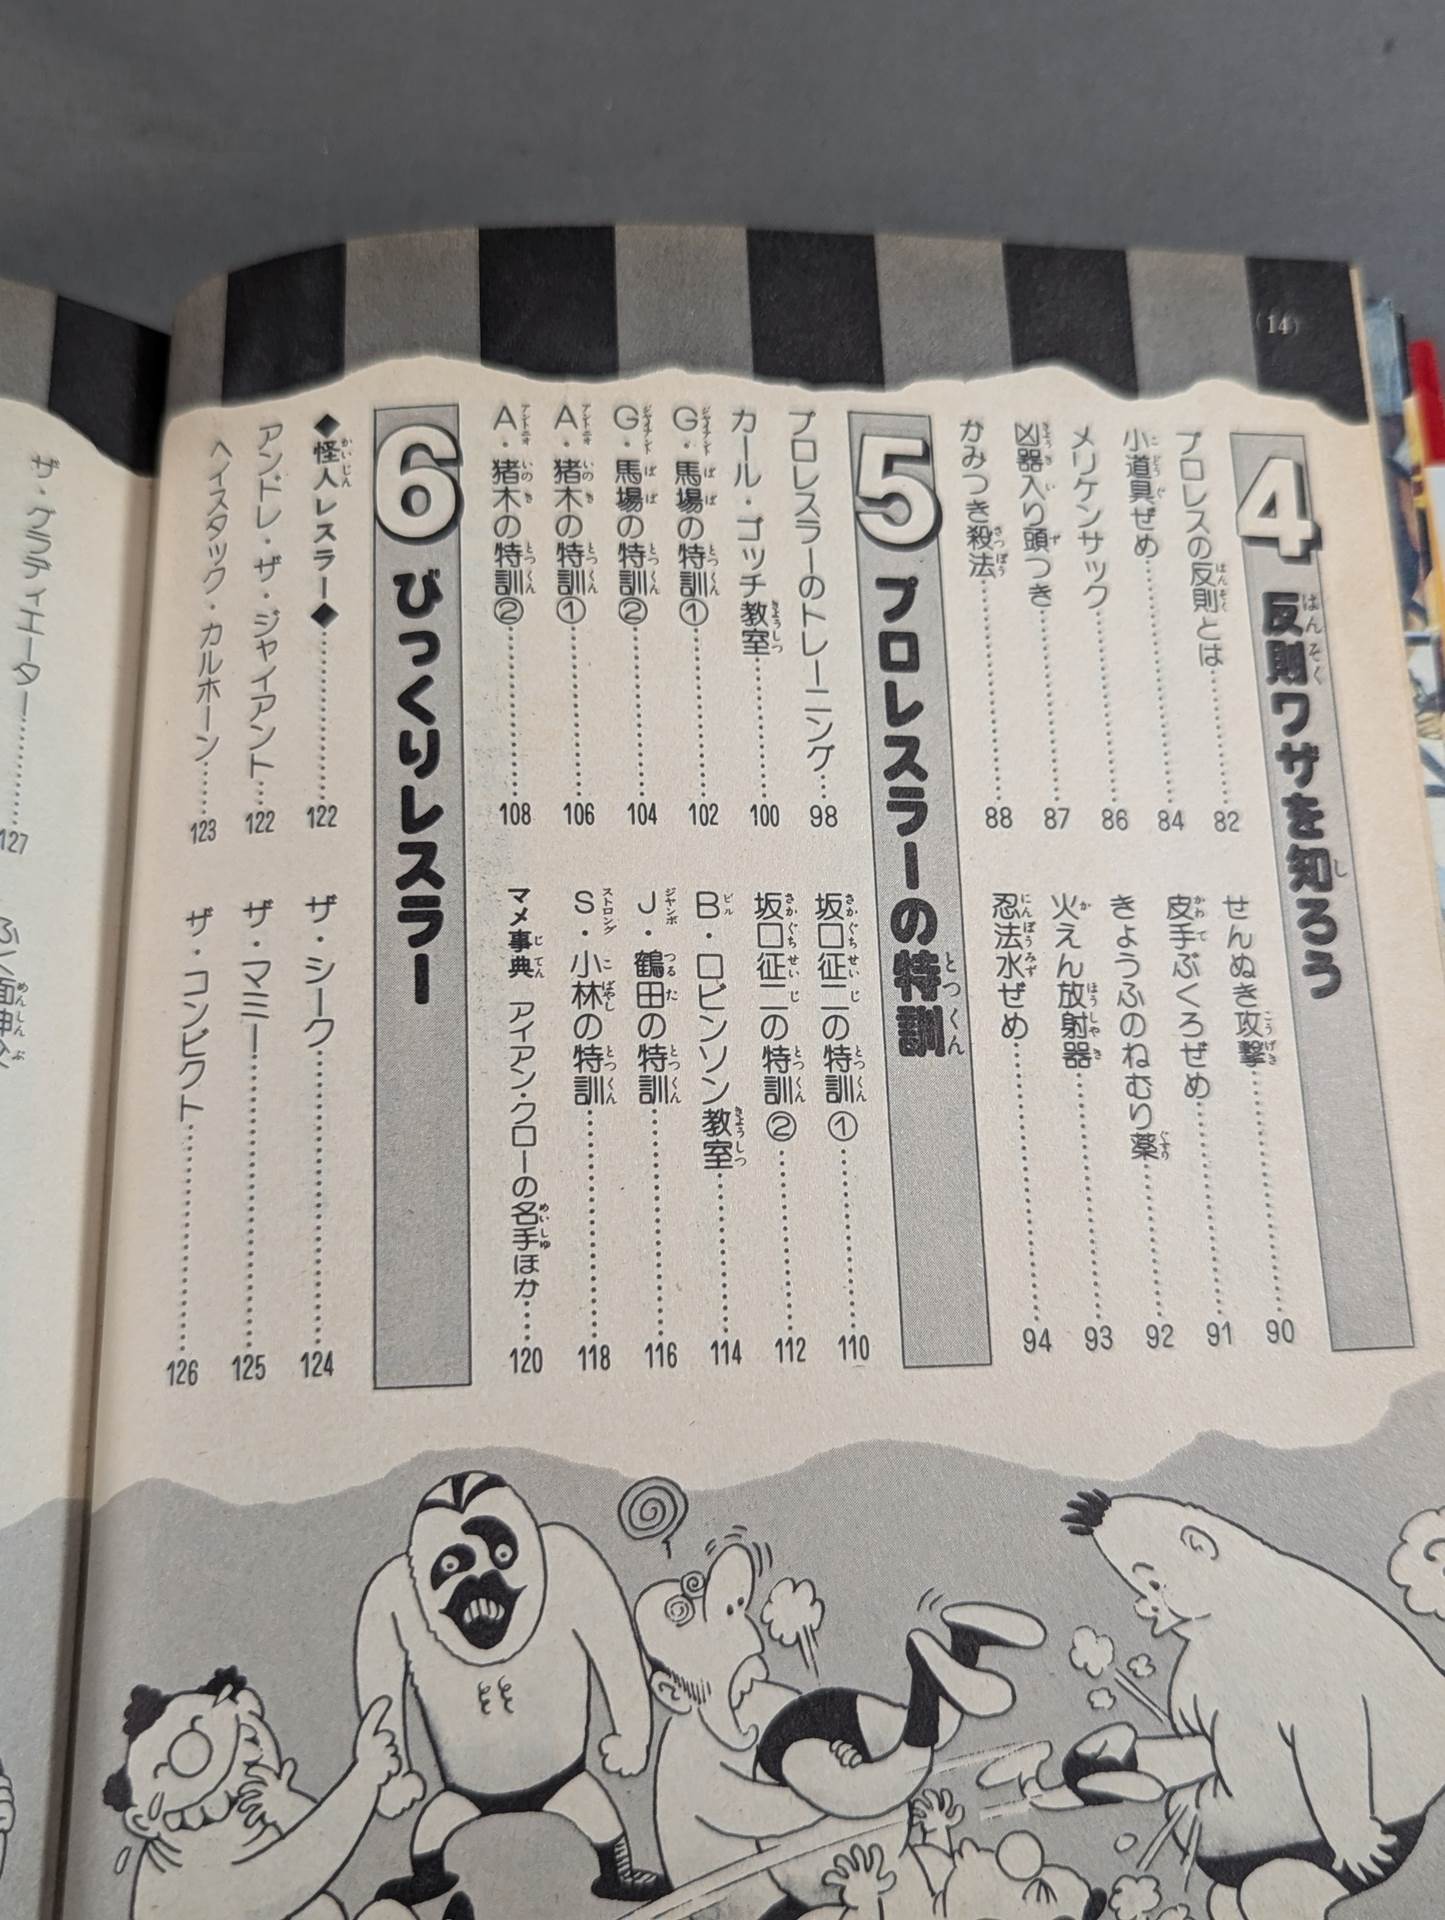 (14)
4 反則ワザを知ろう
プロレスの反則とは……82
小道具ぜめ……84
メリケンサック……86
凶器入り頭つき……87
かみつき殺法……88
せんぬき攻撃……90
皮手ぶくろぜめ……91
きょうふのねむり薬……92
火えん放射器……93
忍法水ぜめ……94
5 プロレスラーの特訓
プロレスラーのトレーニング……98
カール・ゴッチ教室……100
G・馬場の特訓①……102
G・馬場の特訓②……104
A・猪木の特訓①……106
A・猪木の特訓②……108
坂口征二の特訓①……110
坂口征二の特訓②……112
B・ロビンソン教室……114
J・鶴田の特訓……116
S・小林の特訓……118
マメ事典 アイアン・クローの名手ほか……120
6 びっくりレスラー
◆怪人レスラー◆……122
アンドレ・ザ・ジャイアント……122
ヘイスタック・カルホーン……123
ザ・シーク……124
ザ・マミー……125
ザ・コンビクト……126
ザ・グラディエーター……127